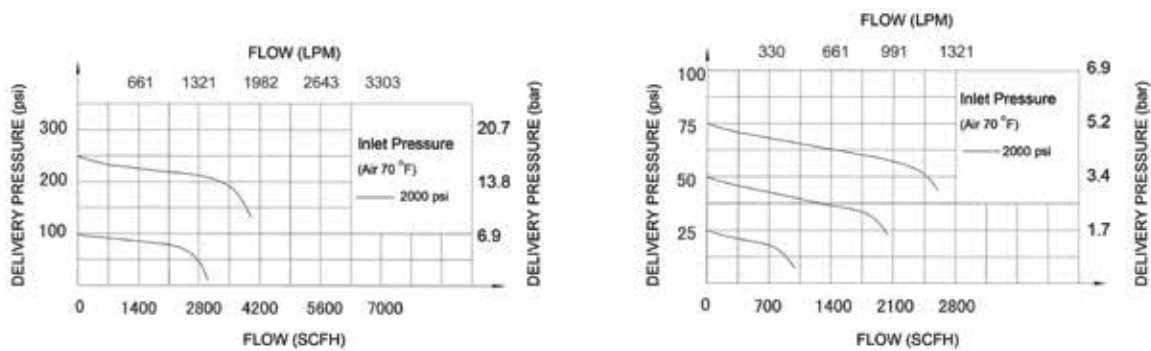 FLOW (LPM)
661 1321 1982 2643 3303
DELIVERY PRESSURE (psi)
300
200
100
Inlet Pressure
(Air 70 °F)
2000 psi
20.7
13.8
6.9
DELIVERY PRESSURE (bar)
0 1400 2800 4200 5600 7000
FLOW (SCFH)
FLOW (LPM)
330 661 991 1321
DELIVERY PRESSURE (psi)
100
75
50
25
Inlet Pressure
(Air 70 °F)
2000 psi
6.9
5.2
3.4
1.7
DELIVERY PRESSURE (bar)
0 700 1400 2100 2800
FLOW (SCFH)